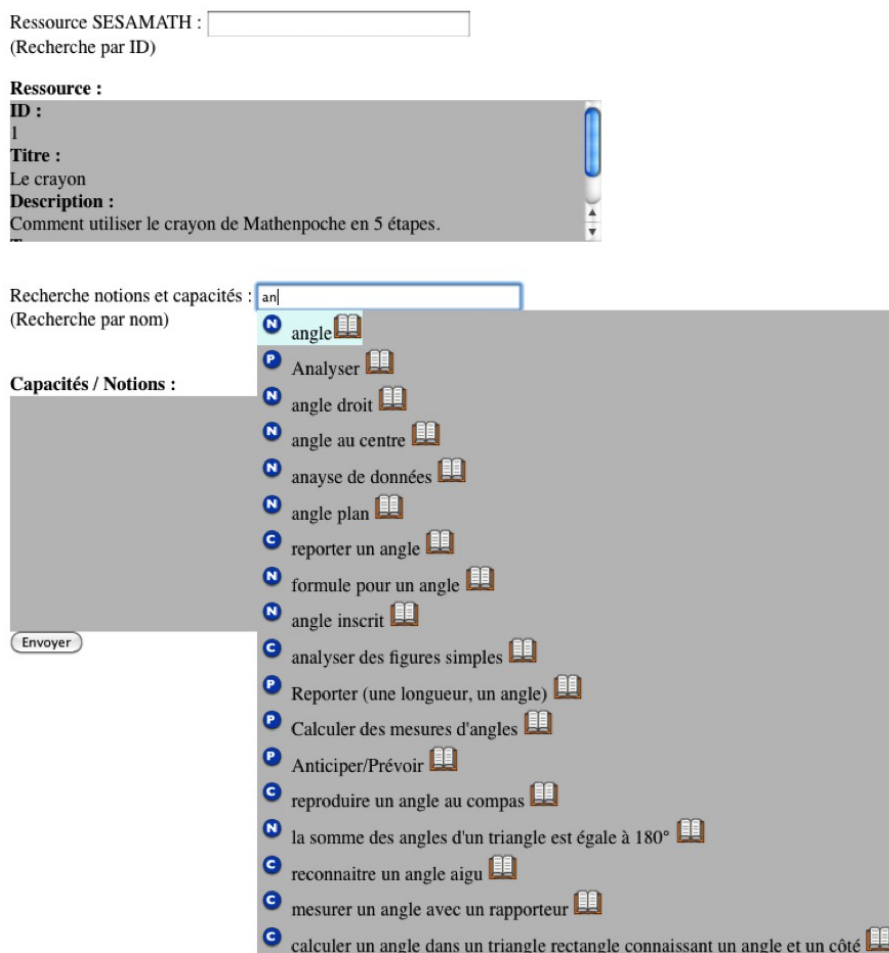 Ressource SESAMATH :
(Recherche par ID)
Ressource :
ID :
1
Titre :
Le crayon
Description :
Comment utiliser le crayon de Mathenpoche en 5 étapes.
Recherche notions et capacités : an
(Recherche par nom)
N angle
P Analyser
Capacités / Notions :
N angle droit
N angle au centre
N anayse de données
N angle plan
C reporter un angle
N formule pour un angle
N angle inscrit
Envoyer
C analyser des figures simples
P Reporter (une longueur, un angle)
P Calculer des mesures d'angles
P Anticiper/Prévoir
C reproduire un angle au compas
N la somme des angles d'un triangle est égale à 180°
C reconnaitre un angle aigu
C mesurer un angle avec un rapporteur
C calculer un angle dans un triangle rectangle connaissant un angle et un côté